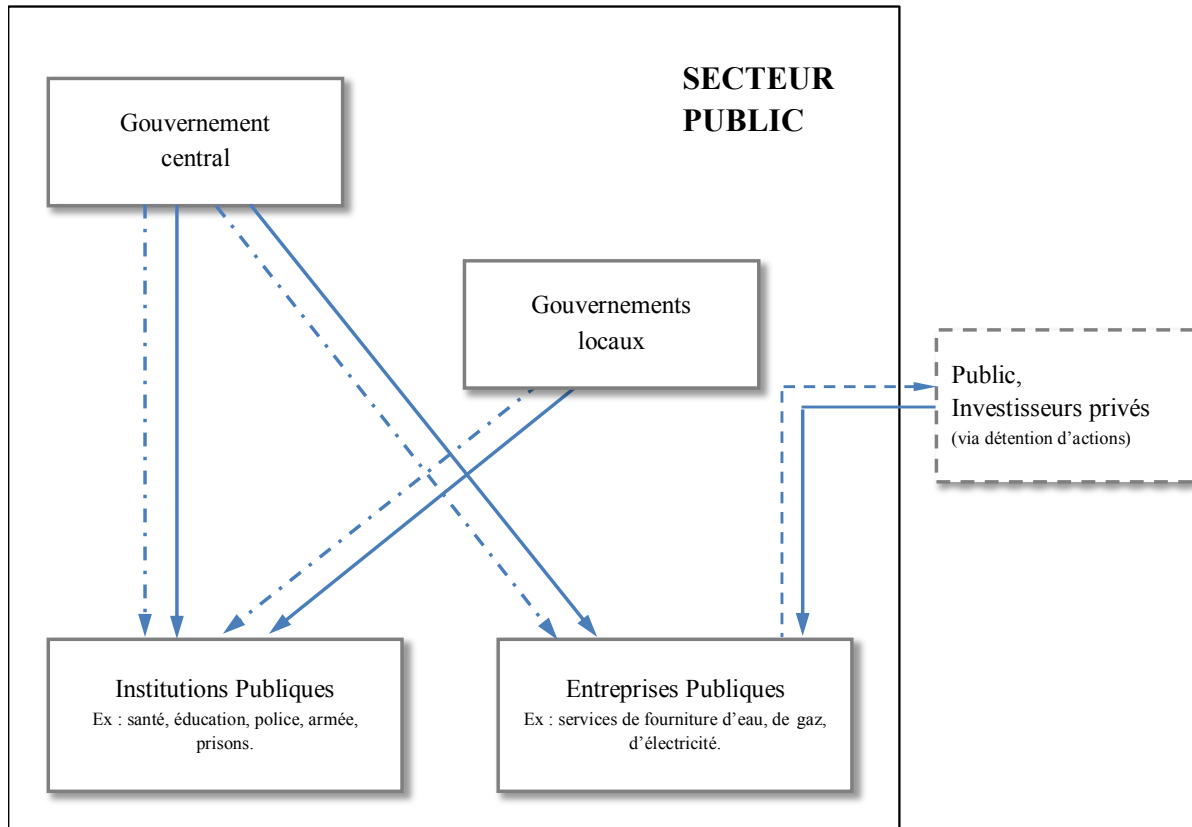 SECTEUR
PUBLIC
Gouvernement
central
Gouvernements
locaux
Public,
Investisseurs privés
(via détention d’actions)
Institutions Publiques
Ex : santé, éducation, police, armée,
prisons.
Entreprises Publiques
Ex : services de fourniture d’eau, de gaz,
d’électricité.